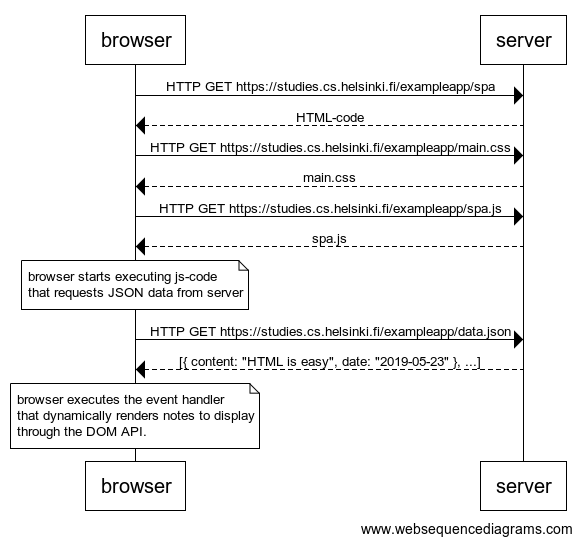 browser
server
HTTP GET https://studies.cs.helsinki.fi/exampleapp/spa
HTML-code
HTTP GET https://studies.cs.helsinki.fi/exampleapp/main.css
main.css
HTTP GET https://studies.cs.helsinki.fi/exampleapp/spa.js
spa.js
browser starts executing js-code
that requests JSON data from server
HTTP GET https://studies.cs.helsinki.fi/exampleapp/data.json
[{ content: "HTML is easy", date: "2019-05-23" }, ...]
browser executes the event handler
that dynamically renders notes to display
through the DOM API.
browser
server
www.websequencediagrams.com